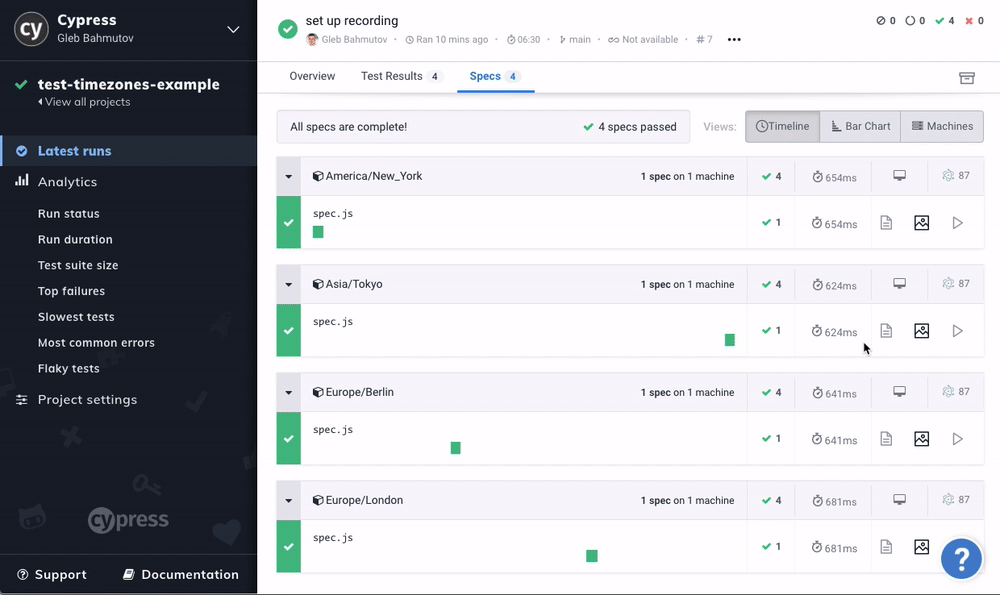 cy Cypress
Gleb Bahmutov
test-timezones-example
View all projects
Latest runs
Analytics
Run status
Run duration
Test suite size
Top failures
Slowest tests
Most common errors
Flaky tests
Project settings
cypress
Support Documentation
set up recording
0 0 4 0
Gleb Bahmutov · Ran 10 mins ago · 06:30 · main · Not available · # 7 •••
Overview Test Results 4 Specs 4
All specs are complete! 4 specs passed Views: Timeline Bar Chart Machines
America/New_York 1 spec on 1 machine 4 654ms 87
spec.js 1 654ms
Asia/Tokyo 1 spec on 1 machine 4 624ms 87
spec.js 1 624ms
Europe/Berlin 1 spec on 1 machine 4 641ms 87
spec.js 1 641ms
Europe/London 1 spec on 1 machine 4 681ms 87
spec.js 1 681ms
?